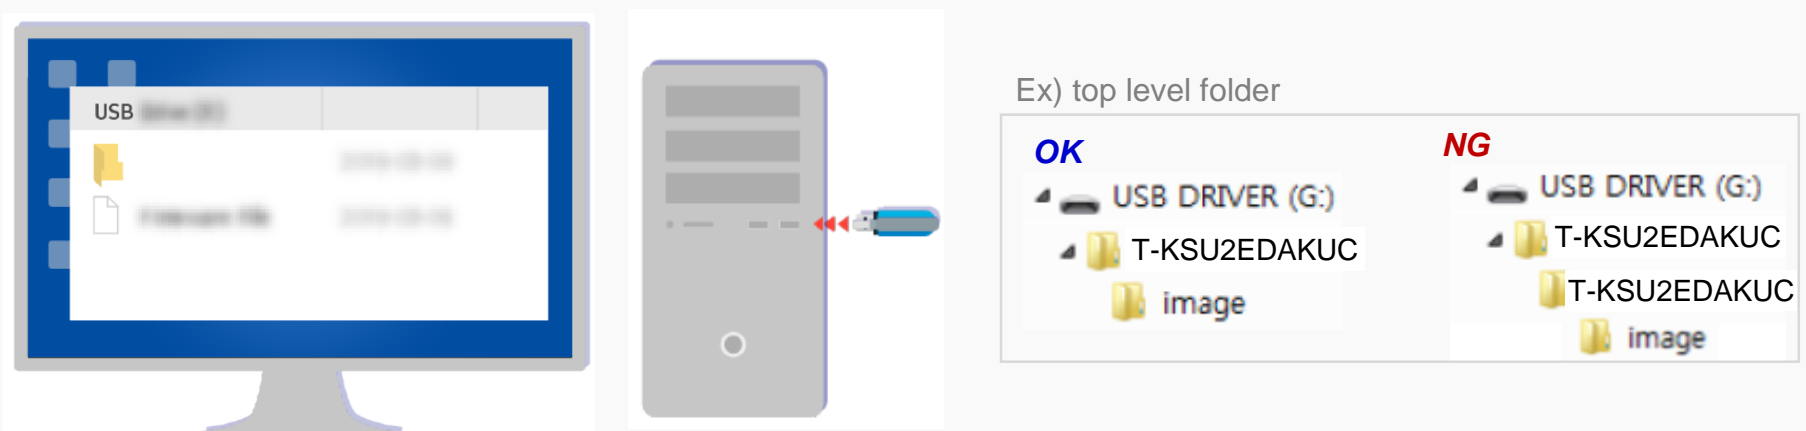 USB
Ex) top level folder
OK
USB DRIVER (G:)
T-KSU2EDAKUC
image
NG
USB DRIVER (G:)
T-KSU2EDAKUC
T-KSU2EDAKUC
image